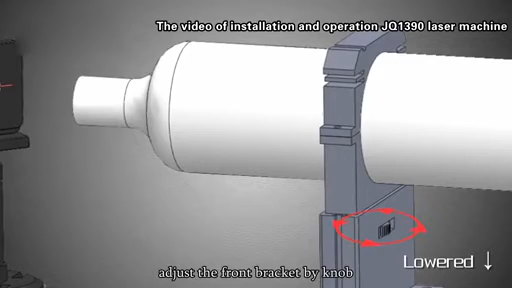 The video of installation and operation JQ1390 laser machine
Lowered ↓
adjust the front bracket by knob